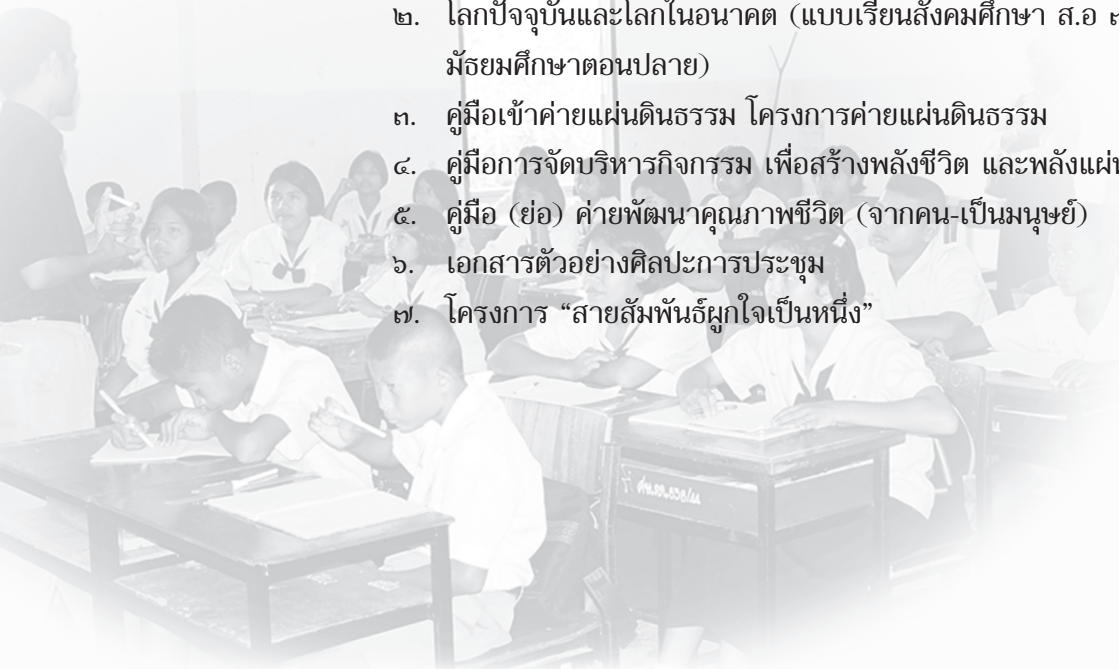 ๒. โลกปัจจุบันและโลกในอนาคต (แบบเรียนสังคมศึกษา ส.อ
มัธยมศึกษาตอนปลาย)
๓. คู่มือเข้าค่ายแผ่นดินธรรม โครงการค่ายแผ่นดินธรรม
๔. คู่มือการจัดบริหารกิจกรรม เพื่อสร้างพลังชีวิต และพลังแผ่
๕. คู่มือ (ย่อ) ค่ายพัฒนาคุณภาพชีวิต (จากคน-เป็นมนุษย์)
๖. เอกสารตัวอย่างศิลปะการประชุม
๗. โครงการ “สายสัมพันธ์ผูกใจเป็นหนึ่ง”